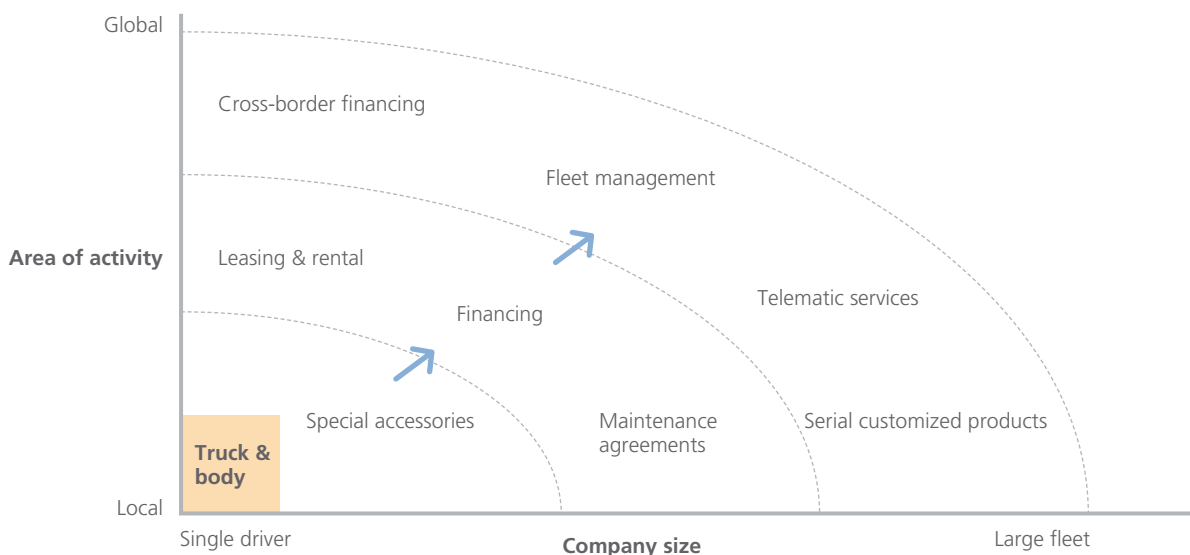 Global
Cross-border financing
Fleet management
Area of activity
Leasing & rental
Telematic services
Financing
Special accessories
Maintenance
agreements
Serial customized products
Truck &
body
Local
Single driver
Company size
Large fleet